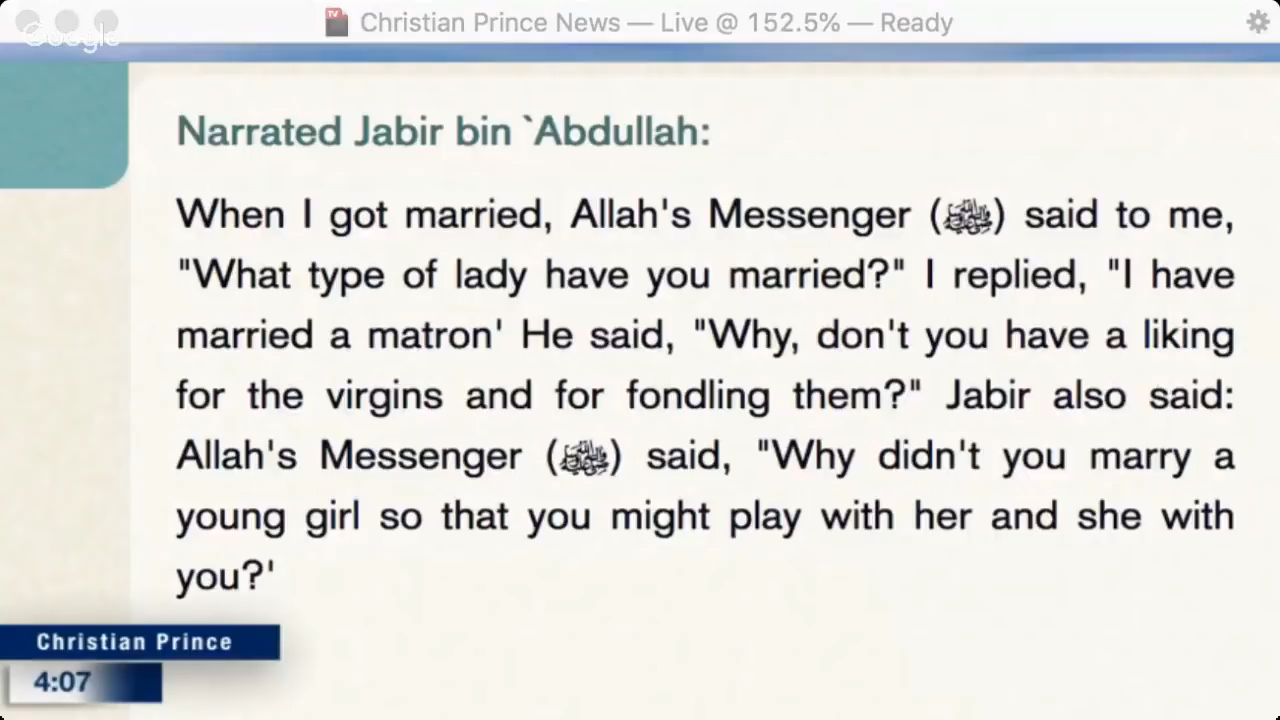 Christian Prince News — Live @ 152.5% — Ready
Google
Narrated Jabir bin `Abdullah:
When I got married, Allah's Messenger (ﷺ) said to me,
"What type of lady have you married?" I replied, "I have
married a matron' He said, "Why, don't you have a liking
for the virgins and for fondling them?" Jabir also said:
Allah's Messenger (ﷺ) said, "Why didn't you marry a
young girl so that you might play with her and she with
you?'
Christian Prince
4:07